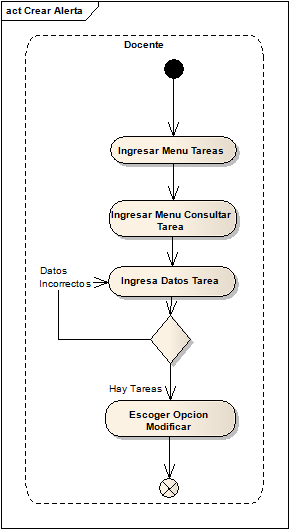 act Crear Alerta
Docente
Ingresar Menu Tareas
Ingresar Menu Consultar
Tarea
Datos
Incorrectos
Ingresa Datos Tarea
Hay Tareas
Escoger Opcion
Modificar